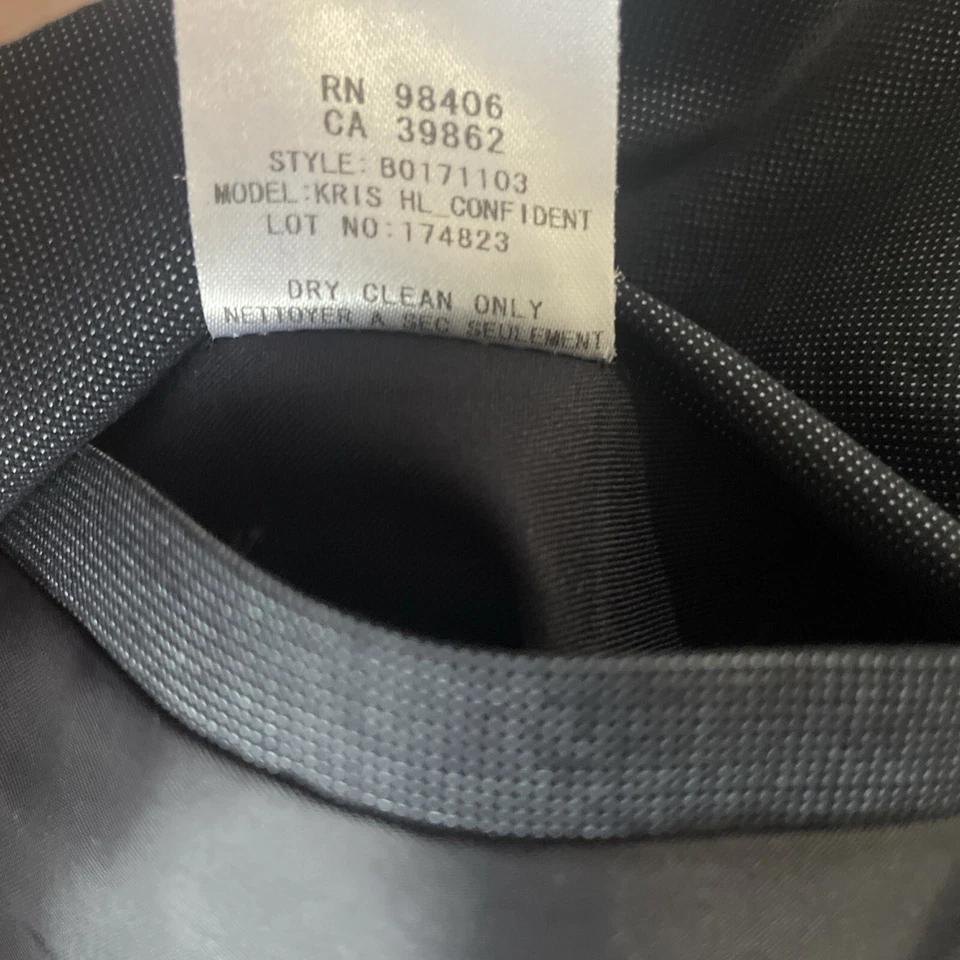 RN 98406
CA 39862
STYLE: B0171103
MODEL:KRIS HL_CONFIDENT
LOT NO:174823
DRY CLEAN ONLY
NETTOYER A SEC SEULEMENT